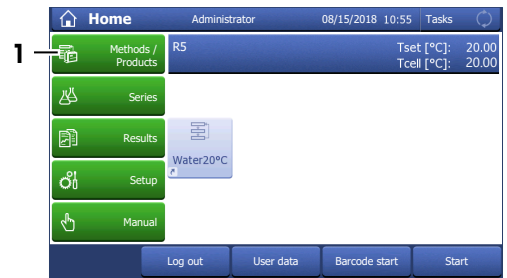 Home Administrator 08/15/2018 10:55 Tasks
1
Methods /
Products
R5 Tset [°C]: 20.00
Tcell [°C]: 20.00
Series
Results
Water20°C
Setup
Manual
Log out User data Barcode start Start